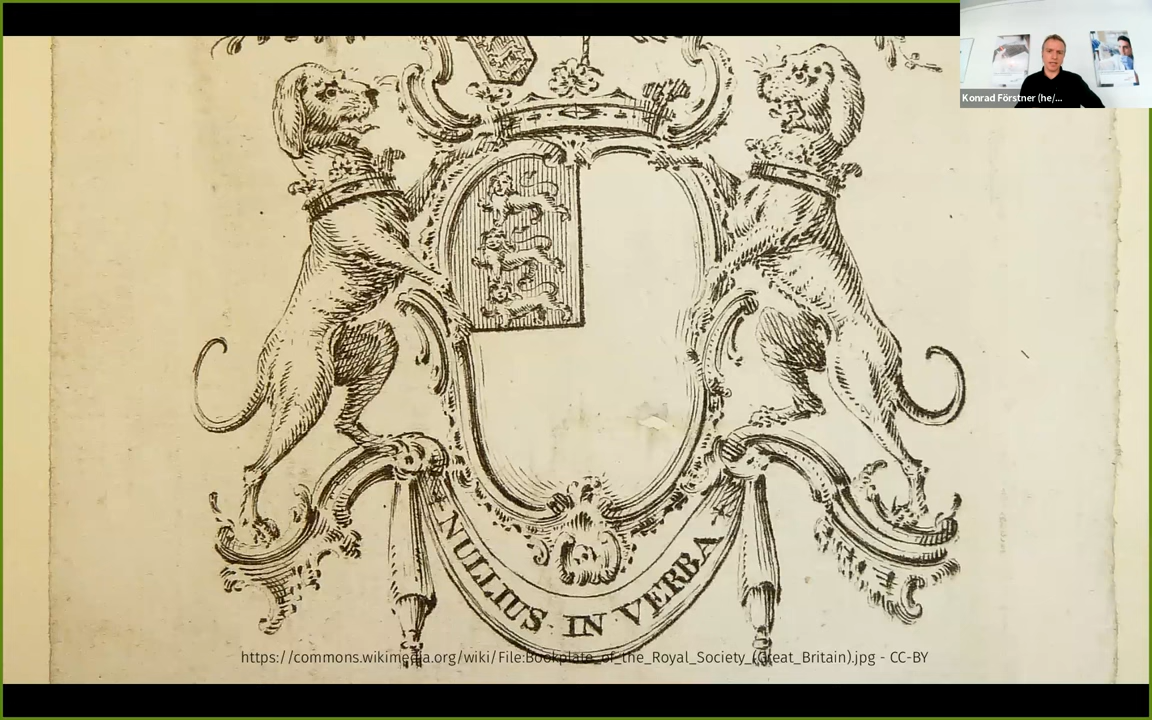 Konrad Förstner (he/...
NULLIUS · IN VERBA
https://commons.wikimedia.org/wiki/File:Bookplate_of_the_Royal_Society_(Great_Britain).jpg - CC-BY